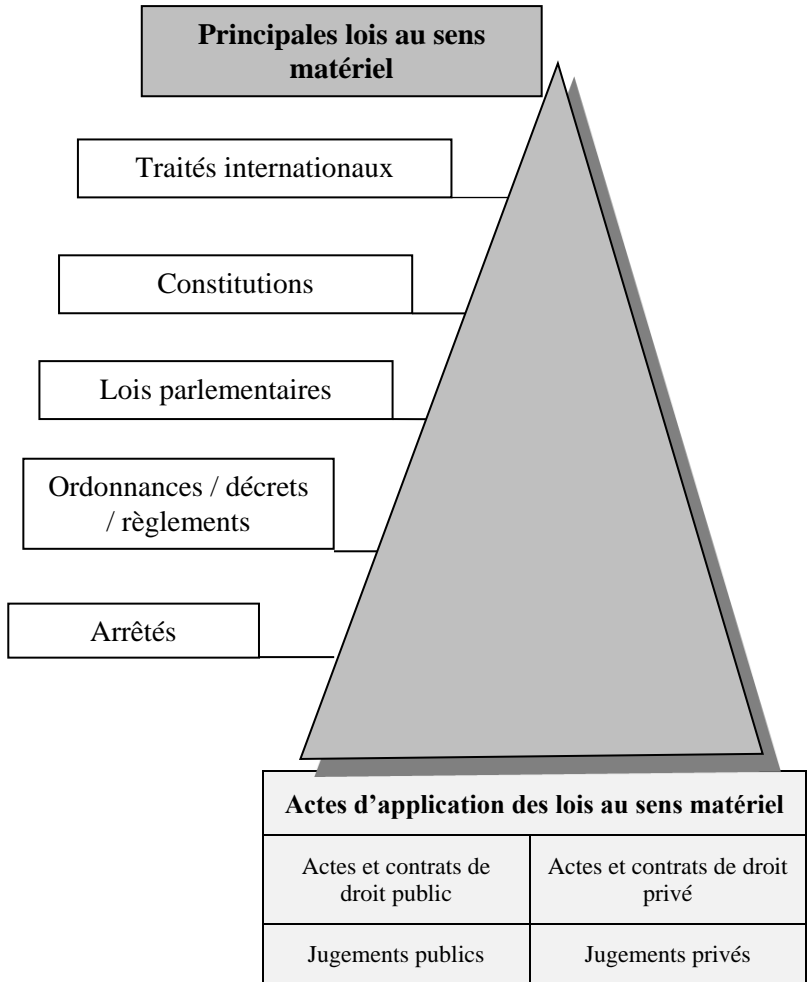 Principales lois au sens
matériel
Traités internationaux
Constitutions
Lois parlementaires
Ordonnances / décrets
/ règlements
Arrêtés
Actes d’application des lois au sens matériel
Actes et contrats de
droit public
Actes et contrats de droit
privé
Jugements publics
Jugements privés